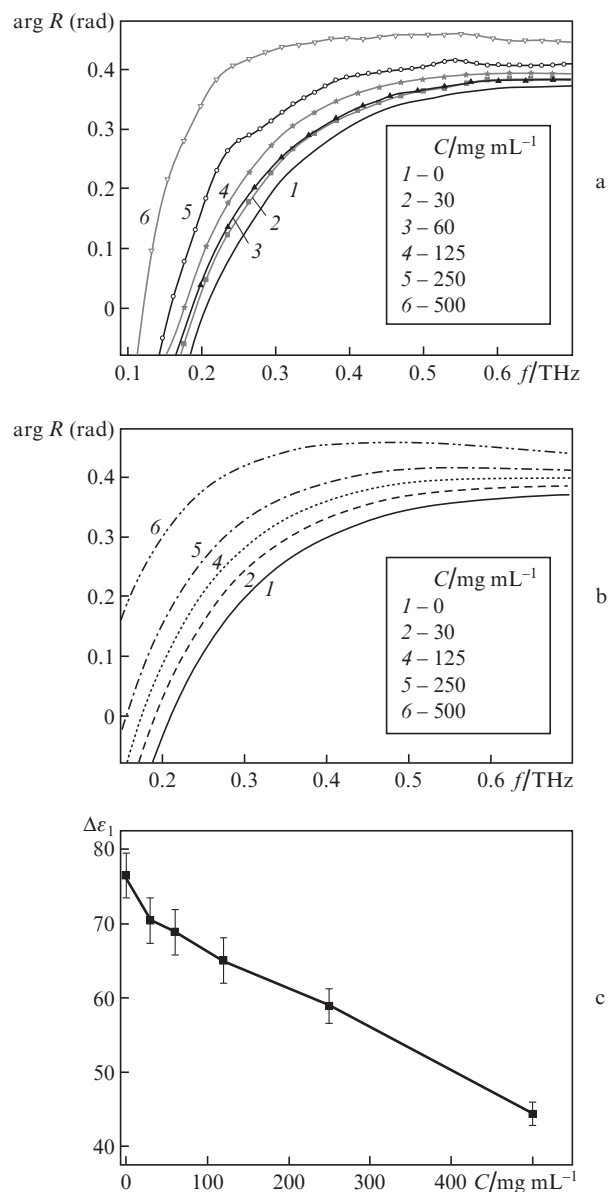 arg R (rad)
0.4
0.3
0.2
0.1
0
6
5
4
1
2
3
C/mg mL–1
1 – 0
2 – 30
3 – 60
4 – 125
5 – 250
6 – 500
a
0.1 0.2 0.3 0.4 0.5 0.6 f/THz
arg R (rad)
0.4
0.3
0.2
0.1
0
6
5
4
2
1
C/mg mL–1
1 – 0
2 – 30
4 – 125
5 – 250
6 – 500
b
0.2 0.3 0.4 0.5 0.6 f/THz
Δε1
80
70
60
50
40
c
0 100 200 300 400 C/mg mL–1